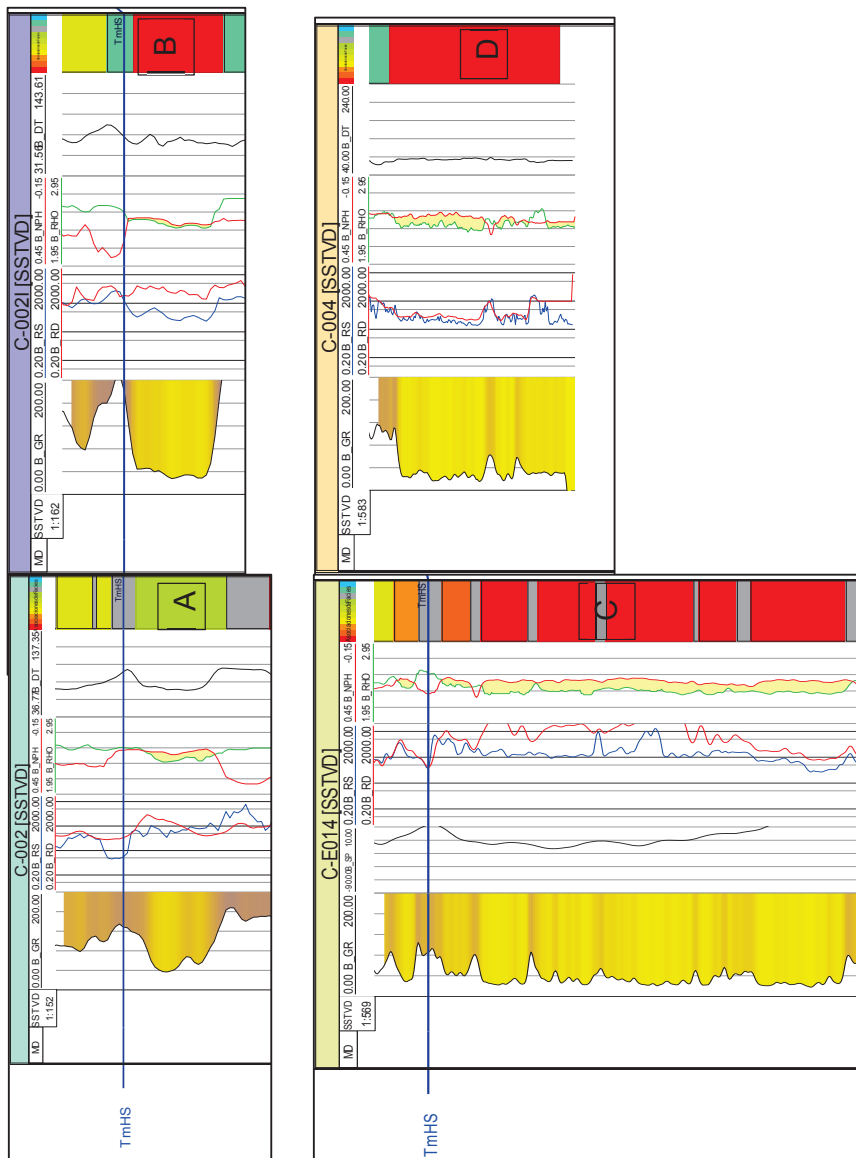 C-002 [SSTVD]
MD
SSTVD
1:152
0.00 B_GR 200.00
0.20 B_RS 2000.00
0.20 B_RD 2000.00
0.45 B_NPH -0.15
1.95 B_RHO 2.95
36.77 B_DT 137.35
TmHS
TmHS
A
C-002I [SSTVD]
MD
SSTVD
1:162
0.00 B_GR 200.00
0.20 B_RS 2000.00
0.20 B_RD 2000.00
0.45 B_NPH -0.15
1.95 B_RHO 2.95
31.56 B_DT 143.61
TmHS
B
C-E014 [SSTVD]
MD
SSTVD
1:569
0.00 B_GR 200.00
-90.00 B_SP 10.00
0.20 B_RS 2000.00
0.20 B_RD 2000.00
0.45 B_NPH -0.15
1.95 B_RHO 2.95
TmHS
TmHS
C
C-004 [SSTVD]
MD
SSTVD
1:583
0.00 B_GR 200.00
0.20 B_RS 2000.00
0.20 B_RD 2000.00
0.45 B_NPH -0.15
1.95 B_RHO 2.95
40.00 B_DT 240.00
D